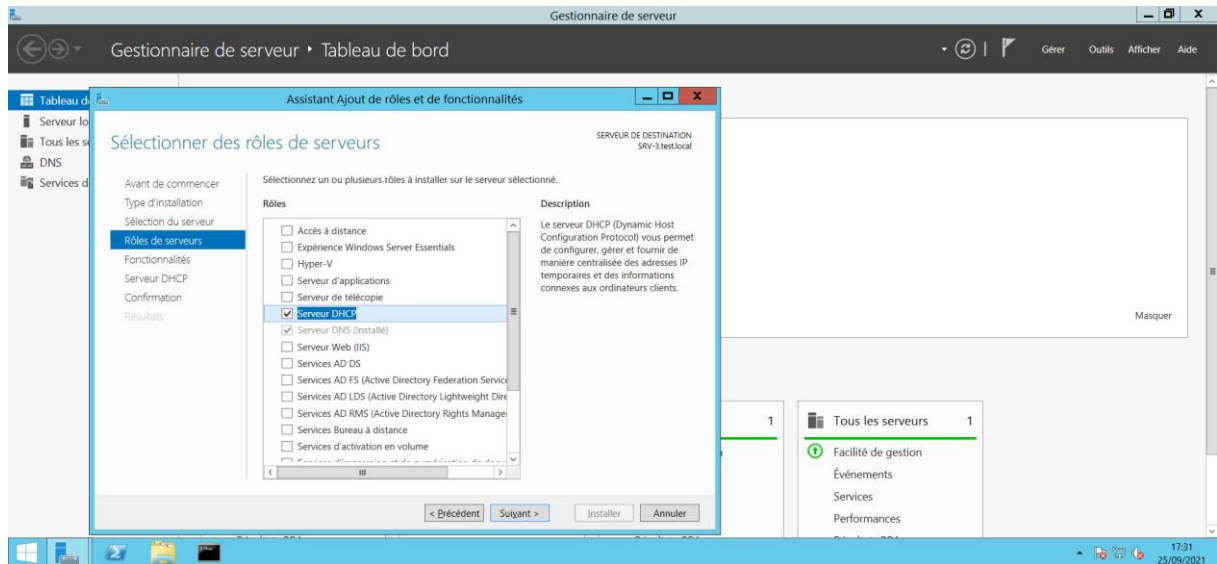 Gestionnaire de serveur
Gestionnaire de serveur ‣ Tableau de bord
Gérer Outils Afficher Aide
Tableau d
Serveur lo
Tous les se
DNS
Services d
Assistant Ajout de rôles et de fonctionnalités
Sélectionner des rôles de serveurs
SERVEUR DE DESTINATION
SRV-3.test.local
Avant de commencer
Type d'installation
Sélection du serveur
Rôles de serveurs
Fonctionnalités
Serveur DHCP
Confirmation
Résultats
Sélectionnez un ou plusieurs rôles à installer sur le serveur sélectionné.
Rôles
Accès à distance
Expérience Windows Server Essentials
Hyper-V
Serveur d'applications
Serveur de télécopie
Serveur DHCP
Serveur DNS (Installé)
Serveur Web (IIS)
Services AD DS
Services AD FS (Active Directory Federation Service
Services AD LDS (Active Directory Lightweight Dire
Services AD RMS (Active Directory Rights Manage
Services Bureau à distance
Services d'activation en volume
Description
Le serveur DHCP (Dynamic Host
Configuration Protocol) vous permet
de configurer, gérer et fournir de
manière centralisée des adresses IP
temporaires et des informations
connexes aux ordinateurs clients.
< Précédent Suivant > Installer Annuler
Masquer
1
Tous les serveurs 1
Facilité de gestion
Événements
Services
Performances
17:31
25/09/2021